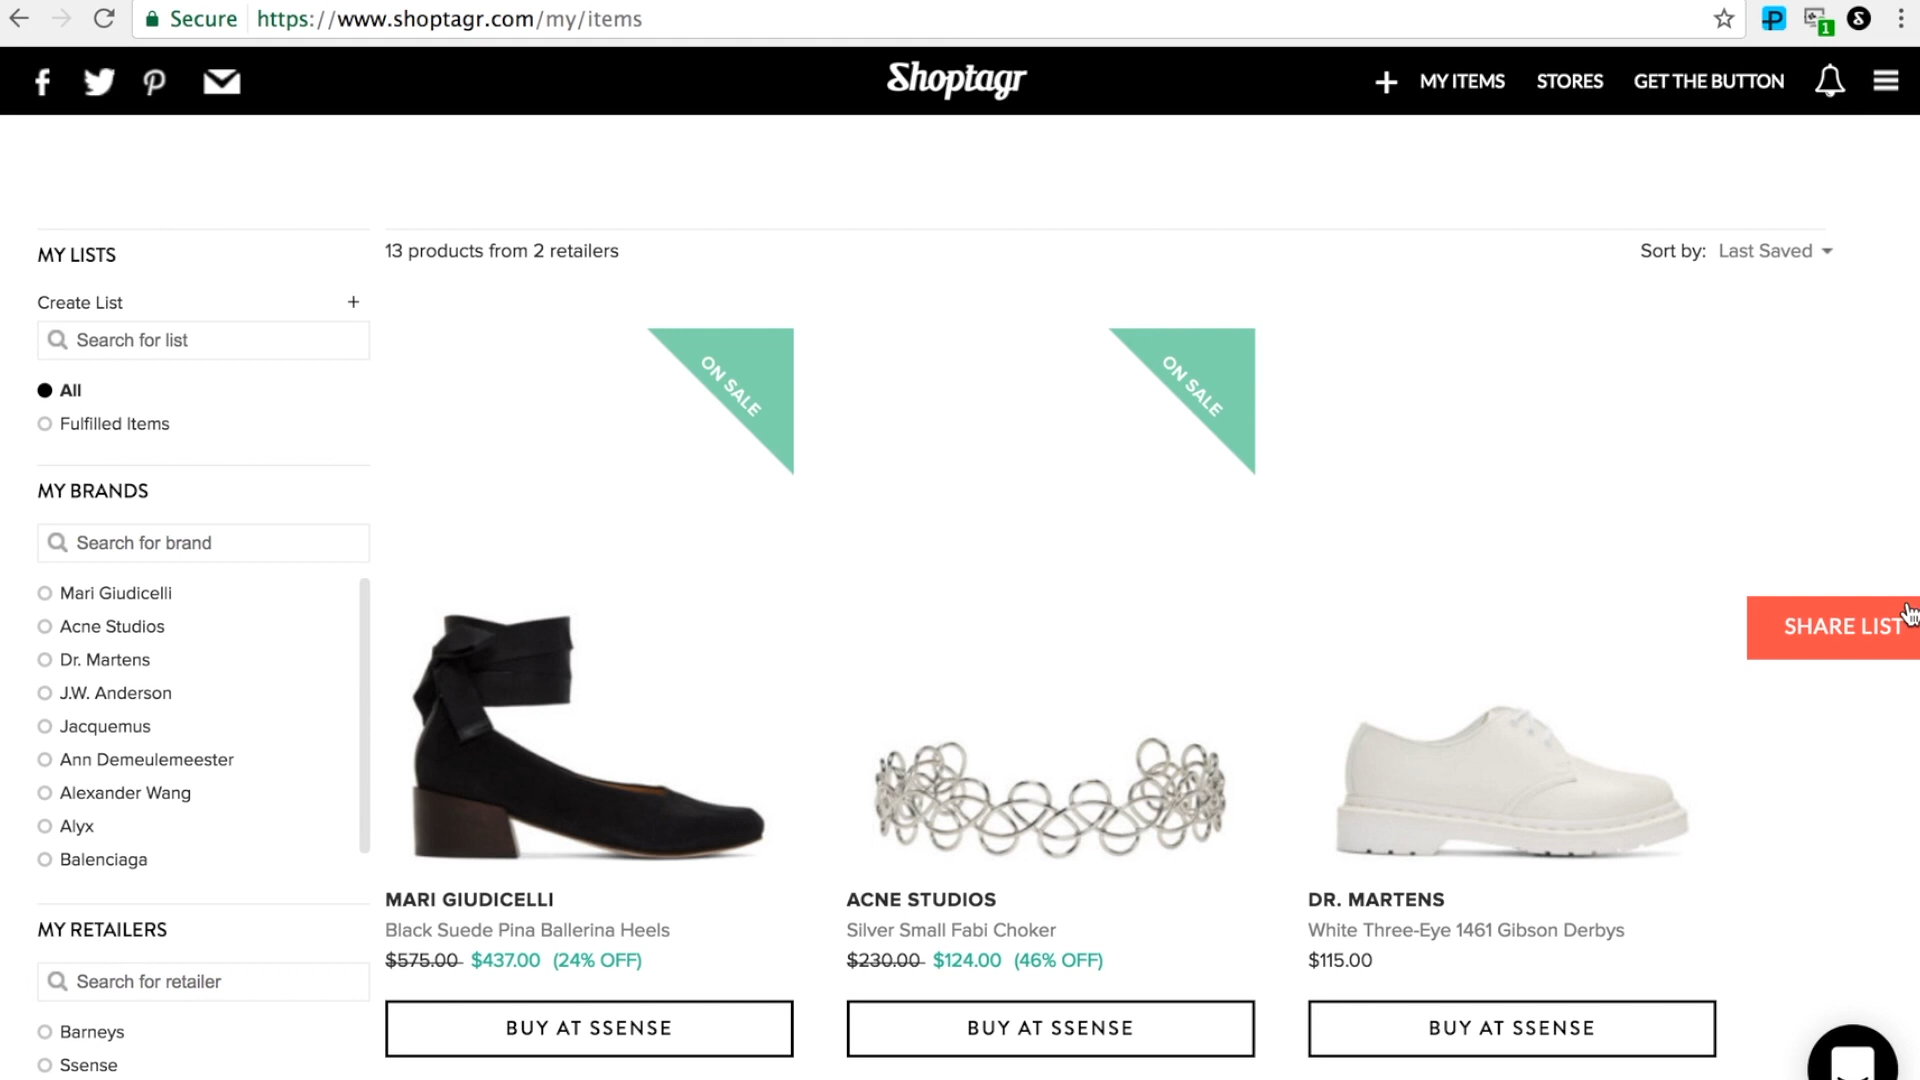 Secure https://www.shoptagr.com/my/items
1
Shoptagr
MY ITEMS
STORES
GET THE BUTTON
MY LISTS
Create List +
Search for list
All
Fulfilled Items
MY BRANDS
Search for brand
Mari Giudicelli
Acne Studios
Dr. Martens
J.W. Anderson
Jacquemus
Ann Demeulemeester
Alexander Wang
Alyx
Balenciaga
MY RETAILERS
Search for retailer
Barneys
Ssense
13 products from 2 retailers
Sort by: Last Saved
ON SALE
MARI GIUDICELLI
Black Suede Pina Ballerina Heels
$575.00 $437.00 (24% OFF)
BUY AT SSENSE
ON SALE
ACNE STUDIOS
Silver Small Fabi Choker
$230.00 $124.00 (46% OFF)
BUY AT SSENSE
DR. MARTENS
White Three-Eye 1461 Gibson Derbys
$115.00
BUY AT SSENSE
SHARE LIST